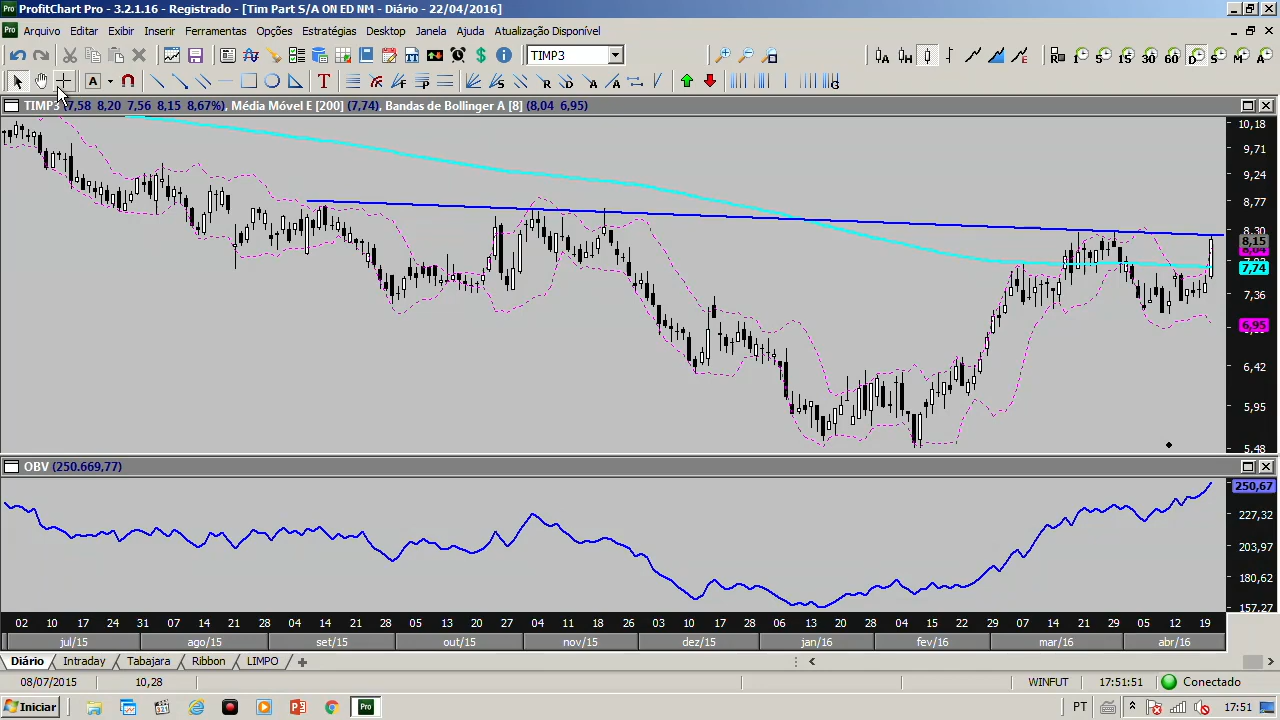 ProfitChart Pro - 3.2.1.16 - Registrado - [Tim Part S/A ON ED NM - Diário - 22/04/2016]
Arquivo Editar Exibir Inserir Ferramentas Opções Estratégias Desktop Janela Ajuda Atualização Disponível
TIMP3
1 5 15 30 60 D S M A
TIMP3 (7,58 8,20 7,56 8,15 8,67%), Média Móvel E [200] (7,74), Bandas de Bollinger A [8] (8,04 6,95)
10,18
9,71
9,24
8,77
8,30
8,15
7,74
7,36
6,95
6,42
5,95
5,48
OBV (250.669,77)
250,67
227,32
203,97
180,62
157,27
02 10 17 24 31 07 14 21 28 04 14 21 28 05 13 20 27 04 11 19 26 03 10 17 28 06 13 20 28 04 15 22 29 07 14 21 29 05 12 19
jul/15 ago/15 set/15 out/15 nov/15 dez/15 jan/16 fev/16 mar/16 abr/16
Diário Intraday Tabajara Ribbon LIMPO
08/07/2015 10,28 WINFUT 17:51:51 Conectado
Iniciar PT 17:51